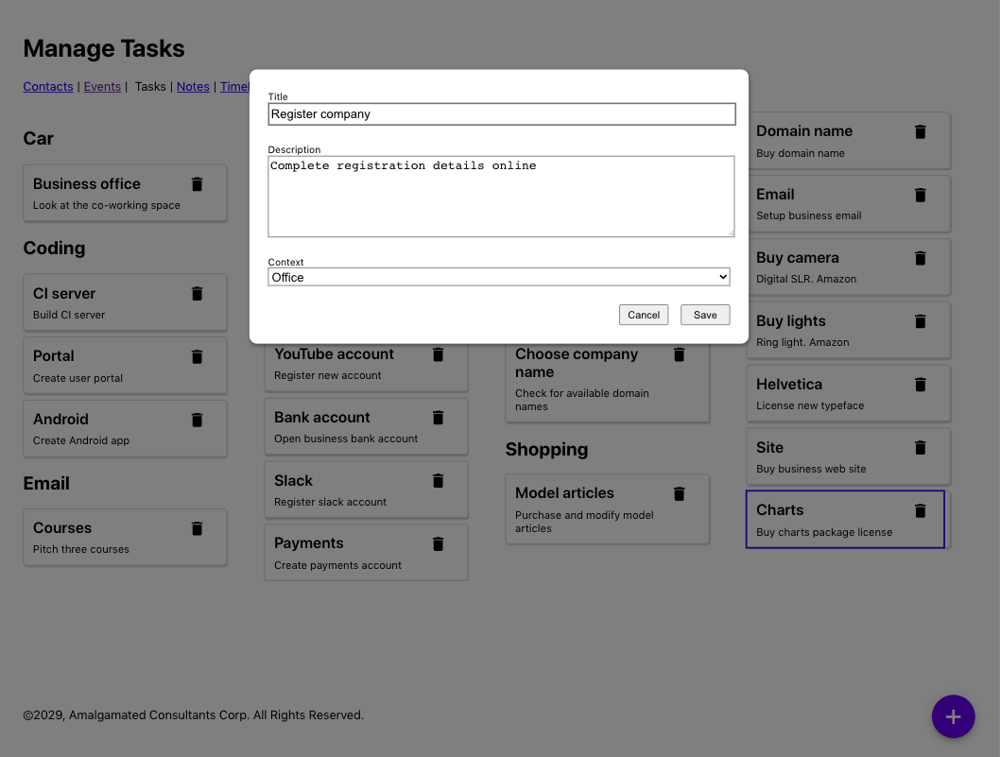 Manage Tasks
Contacts | Events | Tasks | Notes | Timel
Car
Business office
Look at the co-working space
Coding
CI server
Build CI server
Portal
Create user portal
Android
Create Android app
Email
Courses
Pitch three courses
Title
Register company
Description
Complete registration details online
Context
Office
Cancel
Save
YouTube account
Register new account
Bank account
Open business bank account
Slack
Register slack account
Payments
Create payments account
Choose company
name
Check for available domain
names
Shopping
Model articles
Purchase and modify model
articles
Domain name
Buy domain name
Email
Setup business email
Buy camera
Digital SLR. Amazon
Buy lights
Ring light. Amazon
Helvetica
License new typeface
Site
Buy business web site
Charts
Buy charts package license
©2029, Amalgamated Consultants Corp. All Rights Reserved.